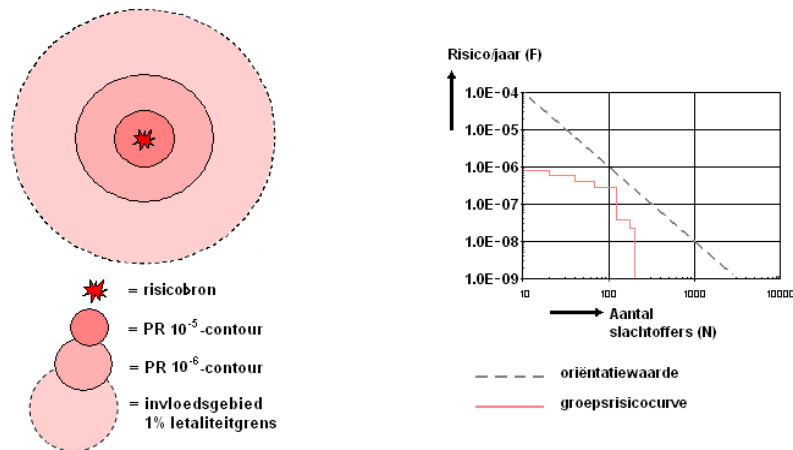 = risicobron
= PR 10⁻⁵-contour
= PR 10⁻⁶-contour
= invloedsgebied
1% letaliteitgrens
Risico/jaar (F)
1.0E-04
1.0E-05
1.0E-06
1.0E-07
1.0E-08
1.0E-09
10
100
1000
10000
Aantal
slachtoffers (N)
oriëntatiewaarde
groepsrisicocurve